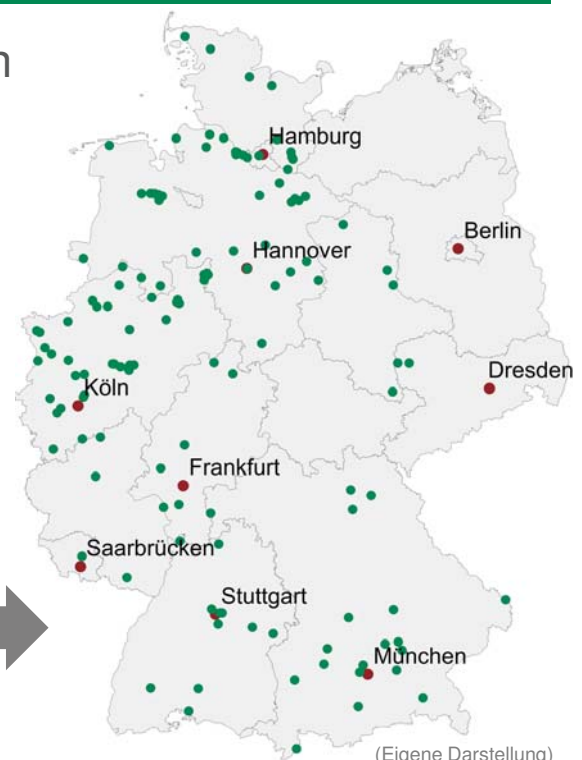 n
Hamburg
Berlin
Hannover
Dresden
Köln
Frankfurt
Saarbrücken
Stuttgart
München
(Eigene Darstellung)